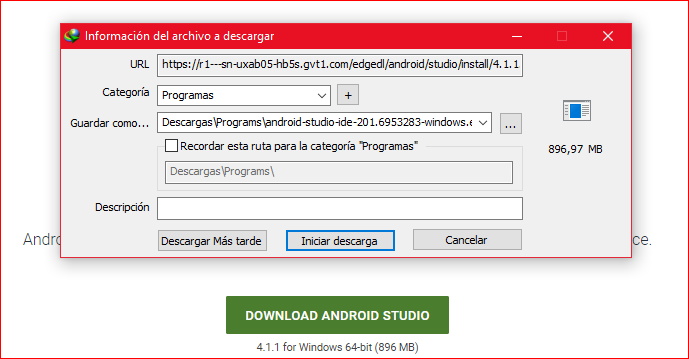 Información del archivo a descargar
URL https://r1---sn-uxab05-hb5s.gvt1.com/edgedl/android/studio/install/4.1.1
Categoría Programas +
Guardar como... Descargas\Programs\android-studio-ide-201.6953283-windows.e ...
896,97 MB
Recordar esta ruta para la categoría "Programas"
Descargas\Programs\
Descripción
Descargar Más tarde Iniciar descarga Cancelar
Andro ce.
DOWNLOAD ANDROID STUDIO
4.1.1 for Windows 64-bit (896 MB)